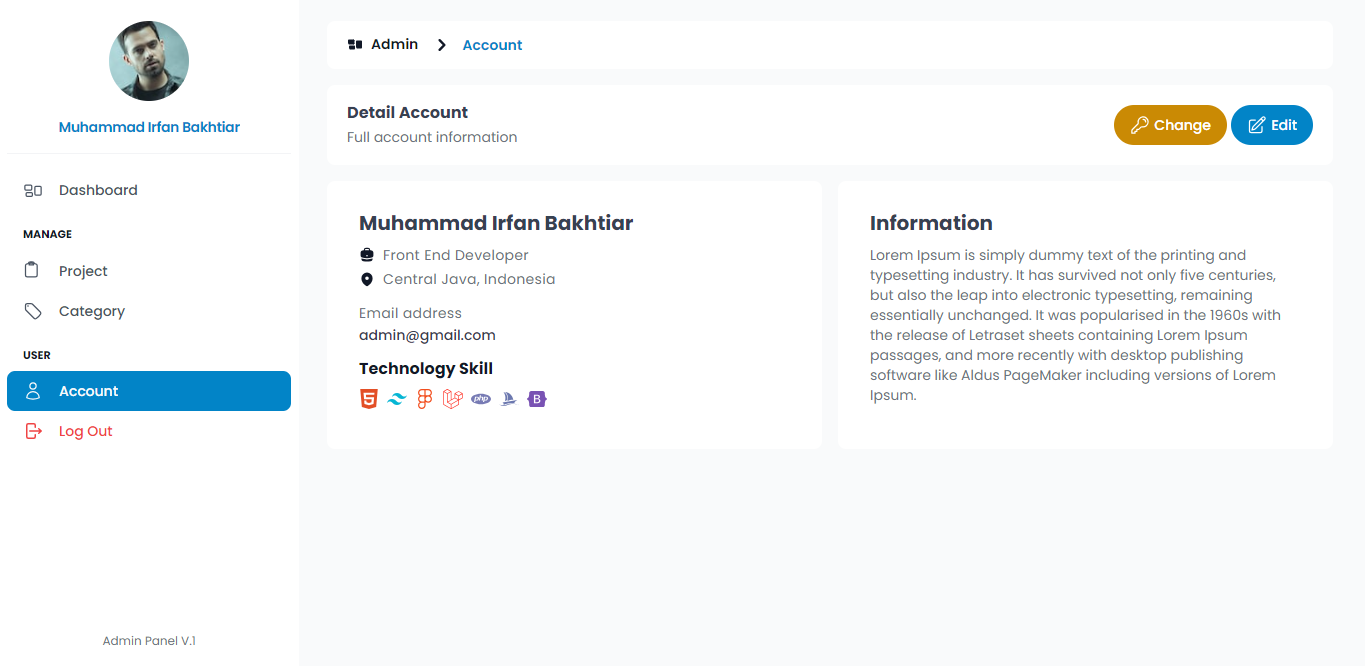 Muhammad Irfan Bakhtiar
Dashboard
MANAGE
Project
Category
USER
Account
Log Out
Admin Panel V.1
Admin Account
Detail Account
Full account information
Change Edit
Muhammad Irfan Bakhtiar
Front End Developer
Central Java, Indonesia
Email address
admin@gmail.com
Technology Skill
5 php B
Information
Lorem Ipsum is simply dummy text of the printing and
typesetting industry. It has survived not only five centuries,
but also the leap into electronic typesetting, remaining
essentially unchanged. It was popularised in the 1960s with
the release of Letraset sheets containing Lorem Ipsum
passages, and more recently with desktop publishing
software like Aldus PageMaker including versions of Lorem
Ipsum.